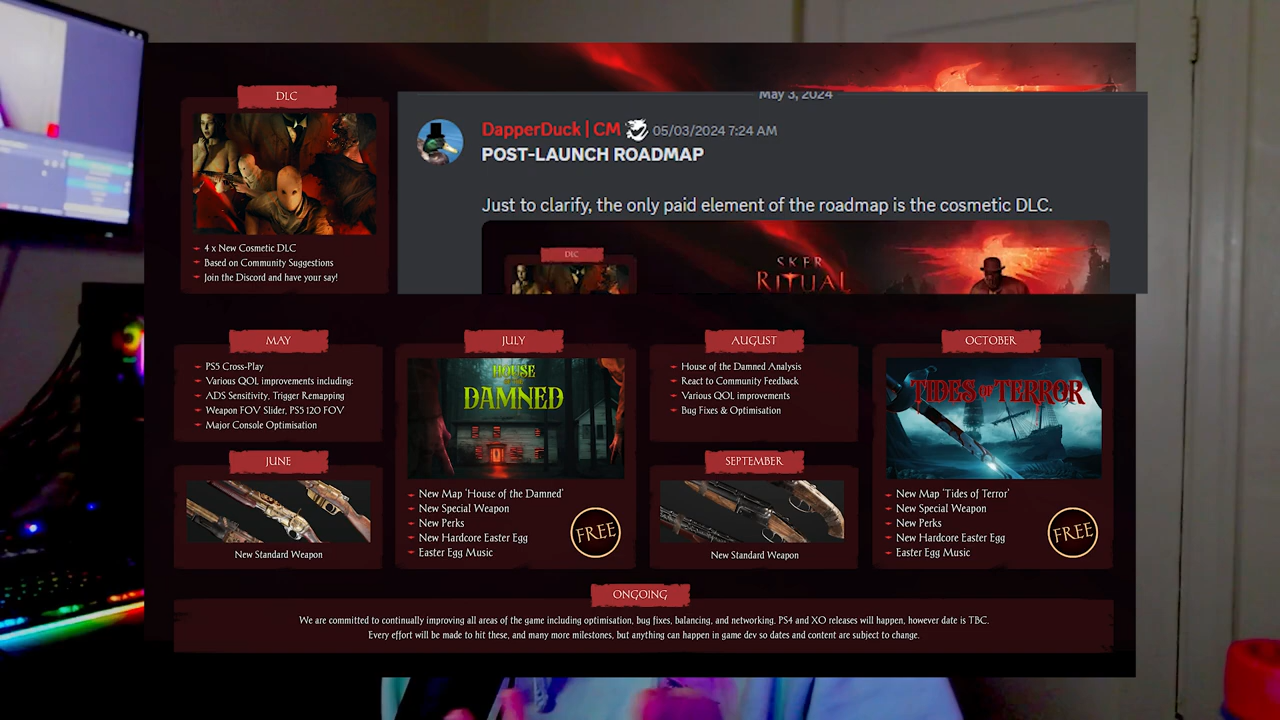 DLC
4 x New Cosmetic DLC
Based on Community Suggestions
Join the Discord and have your say!
May 3, 2024
DapperDuck | CM 05/03/2024 7:24 AM
POST-LAUNCH ROADMAP
Just to clarify, the only paid element of the roadmap is the cosmetic DLC.
DLC
SKER
RITUAL
MAY
PS5 Cross-Play
Various QOL improvements including:
ADS Sensitivity, Trigger Remapping
Weapon FOV Slider, PS5 120 FOV
Major Console Optimisation
JUNE
New Standard Weapon
JULY
HOUSE
OF THE
DAMNED
New Map 'House of the Damned'
New Special Weapon
New Perks
New Hardcore Easter Egg
Easter Egg Music
FREE
AUGUST
House of the Damned Analysis
React to Community Feedback
Various QOL improvements
Bug Fixes & Optimisation
SEPTEMBER
New Standard Weapon
OCTOBER
TIDES OF TERROR
New Map 'Tides of Terror'
New Special Weapon
New Perks
New Hardcore Easter Egg
Easter Egg Music
FREE
ONGOING
We are committed to continually improving all areas of the game including optimisation, bug fixes, balancing, and networking. PS4 and XO releases will happen, however date is TBC.
Every effort will be made to hit these, and many more milestones, but anything can happen in game dev so dates and content are subject to change.